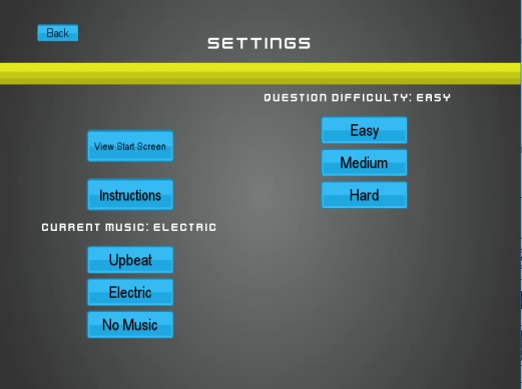 Back
SETTINGS
QUESTION DIFFICULTY: EASY
Easy
Medium
Hard
View Start Screen
Instructions
CURRENT MUSIC: ELECTRIC
Upbeat
Electric
No Music